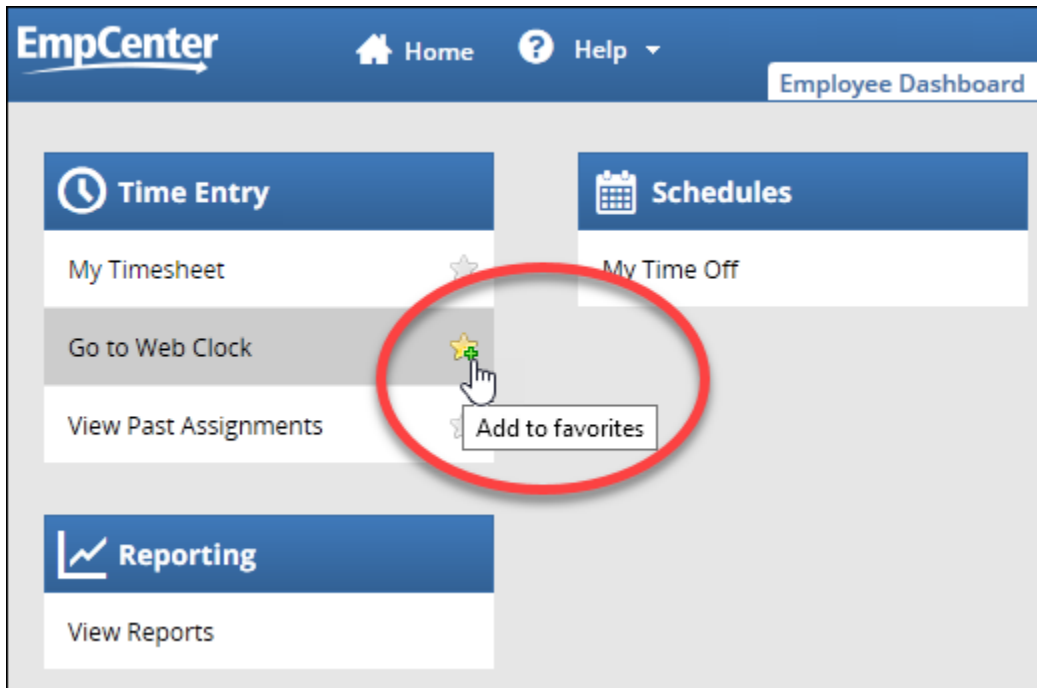 EmpCenter
Home
Help
Employee Dashboard
Time Entry
My Timesheet
Go to Web Clock
View Past Assignments
Add to favorites
Schedules
My Time Off
Reporting
View Reports